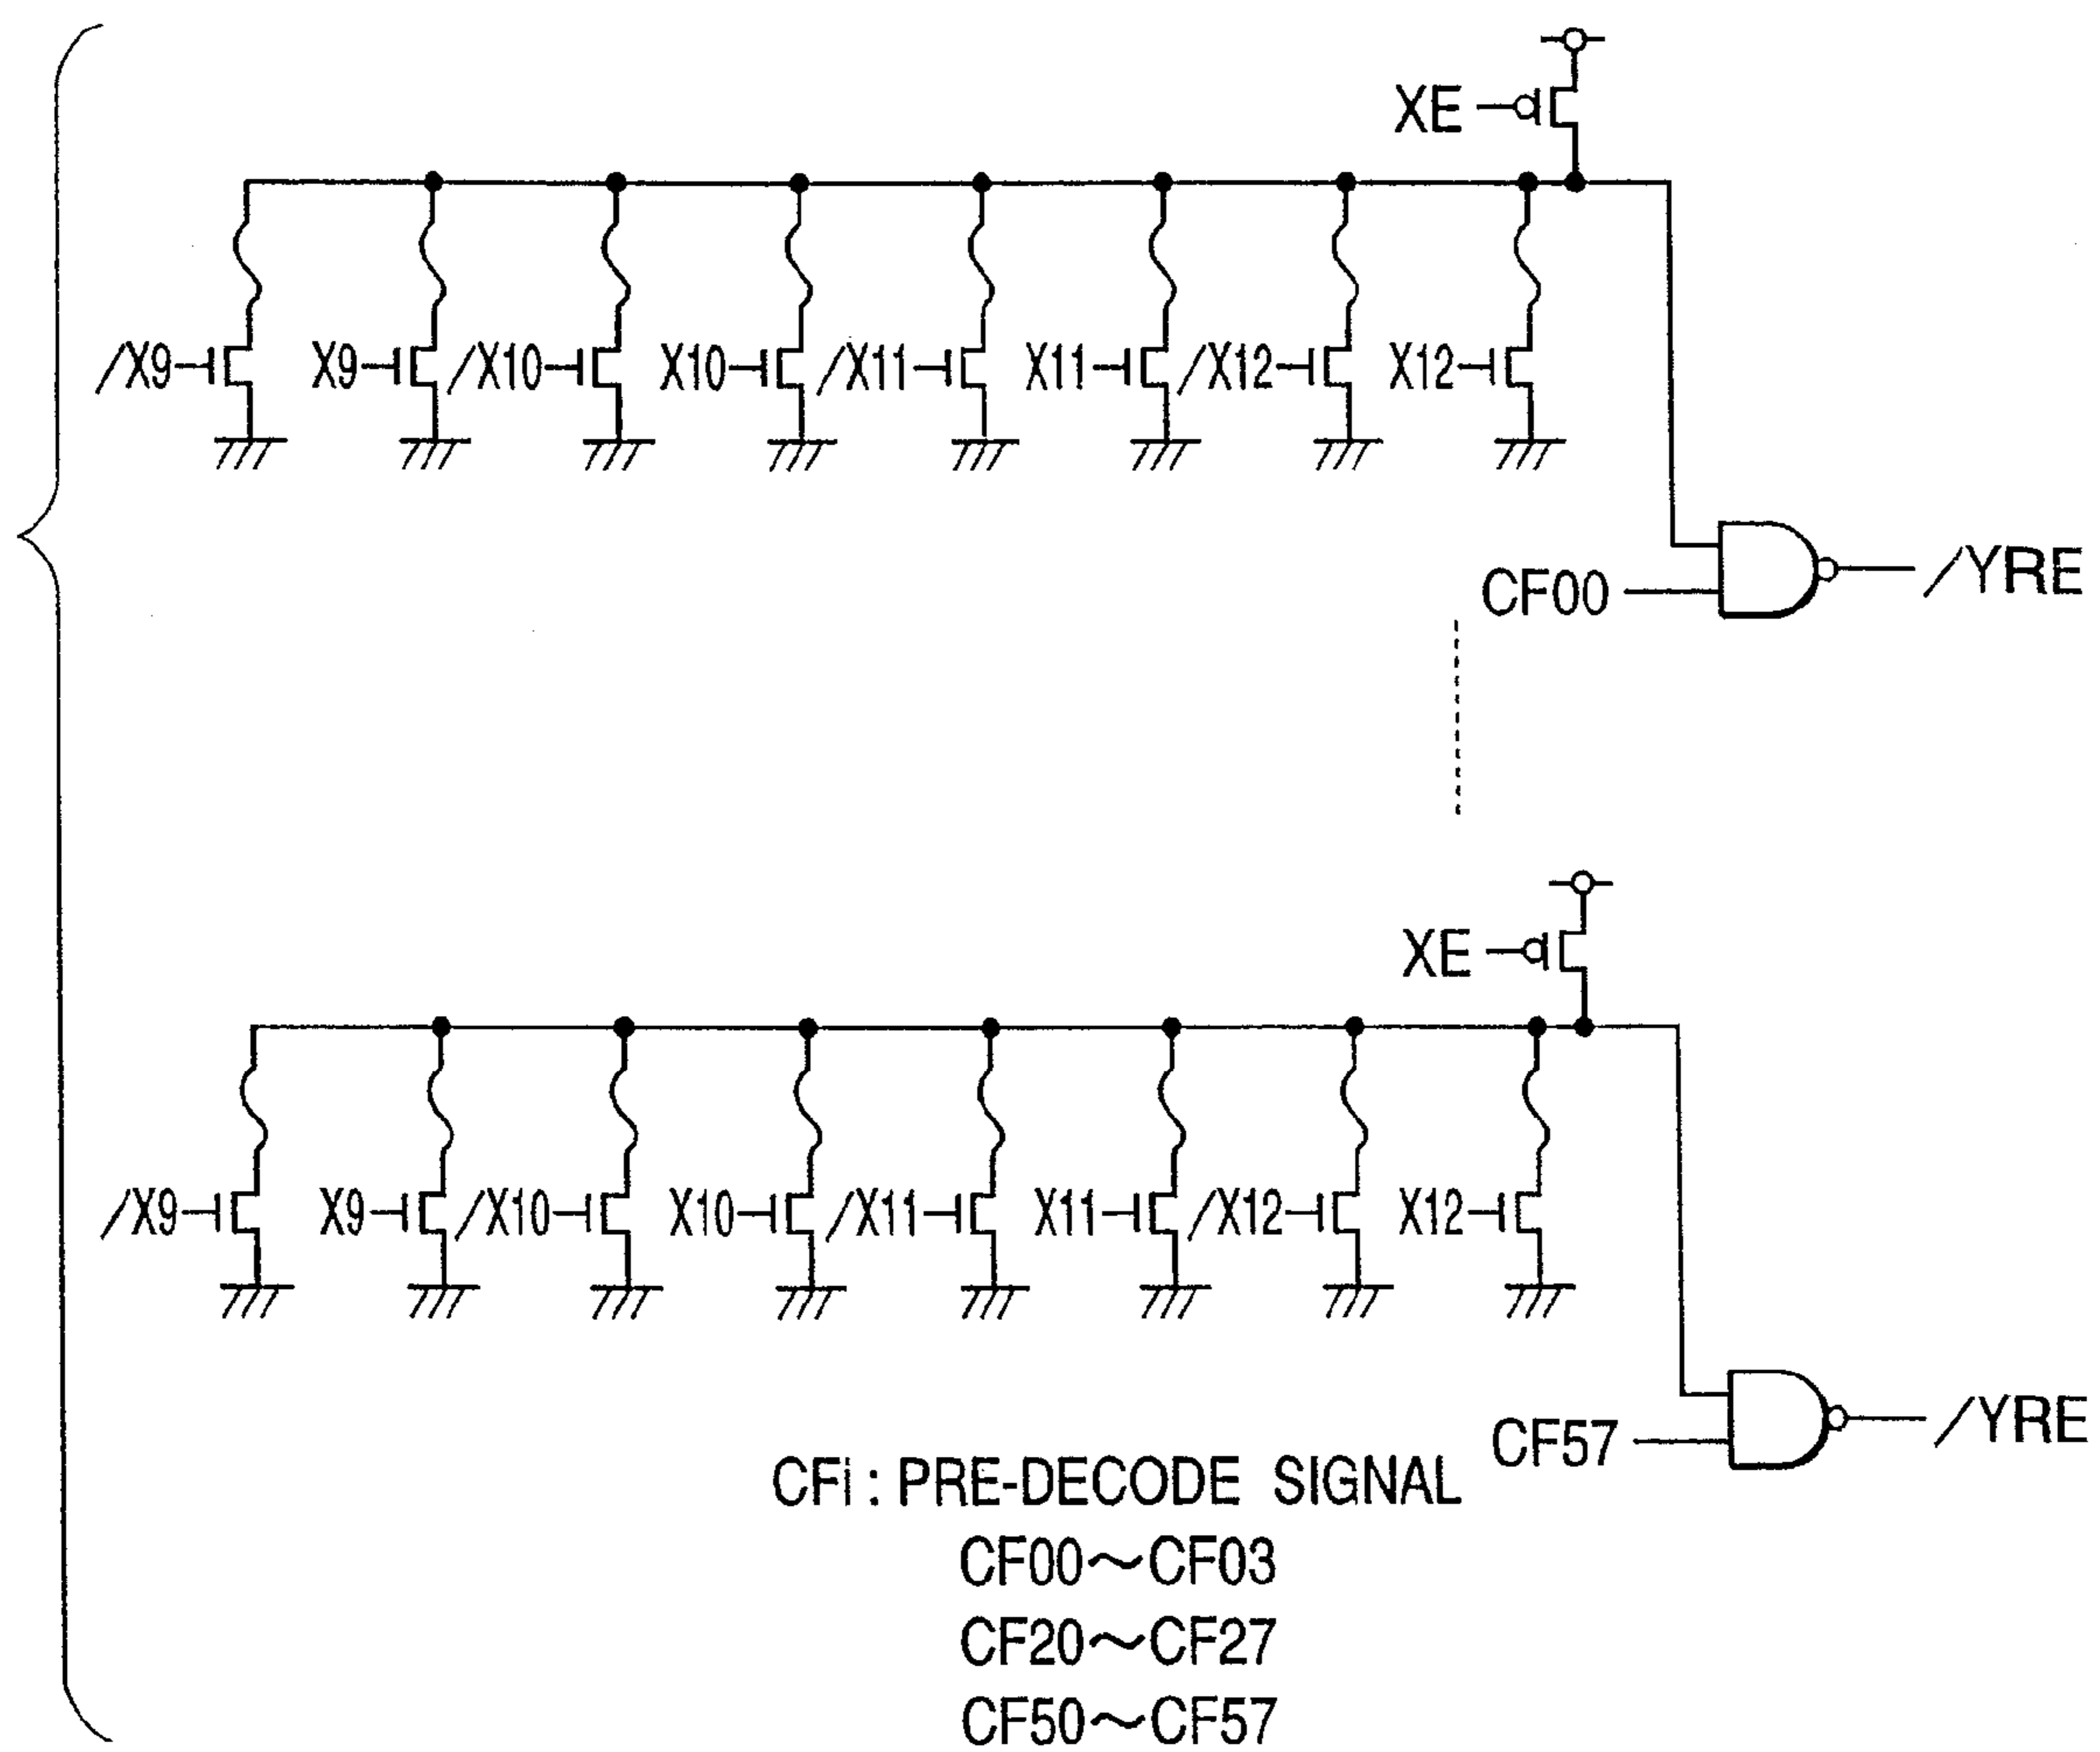 XE
/X9 X9 /X10 X10 /X11 X11 /X12 X12
CF00 /YRE
XE
/X9 X9 /X10 X10 /X11 X11 /X12 X12
CF57 /YRE
CFi : PRE-DECODE SIGNAL
CF00～CF03
CF20～CF27
CF50～CF57